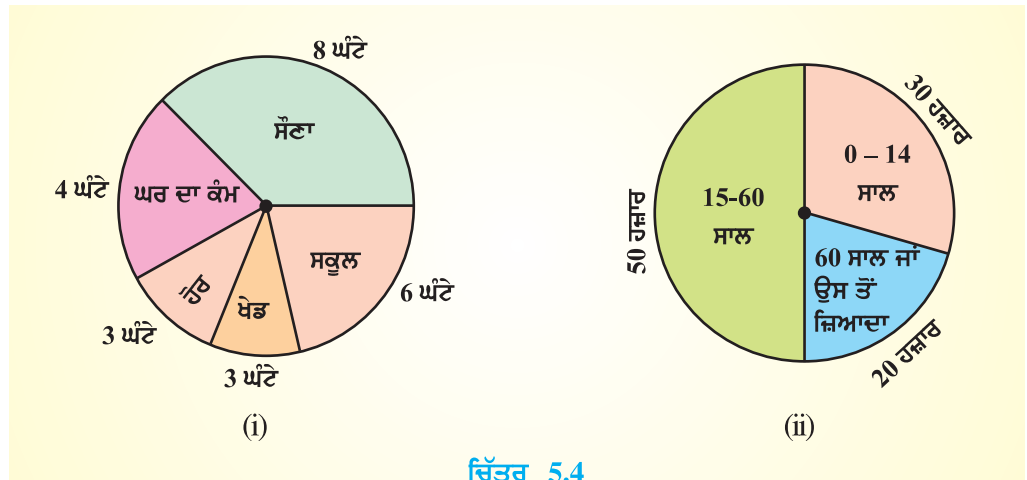 8 ਘੰਟੇ
ਸੌਣਾ
4 ਘੰਟੇ
ਘਰ ਦਾ ਕੰਮ
ਸਕੂਲ
6 ਘੰਟੇ
ਹੋਰ
ਖੇਡ
3 ਘੰਟੇ
3 ਘੰਟੇ
(i)
30 ਹਜ਼ਾਰ
0 – 14
ਸਾਲ
15-60
ਸਾਲ
50 ਹਜ਼ਾਰ
60 ਸਾਲ ਜਾਂ
ਉਸ ਤੋਂ
ਜ਼ਿਆਦਾ
20 ਹਜ਼ਾਰ
(ii)
ਚਿੱਤਰ 5.4